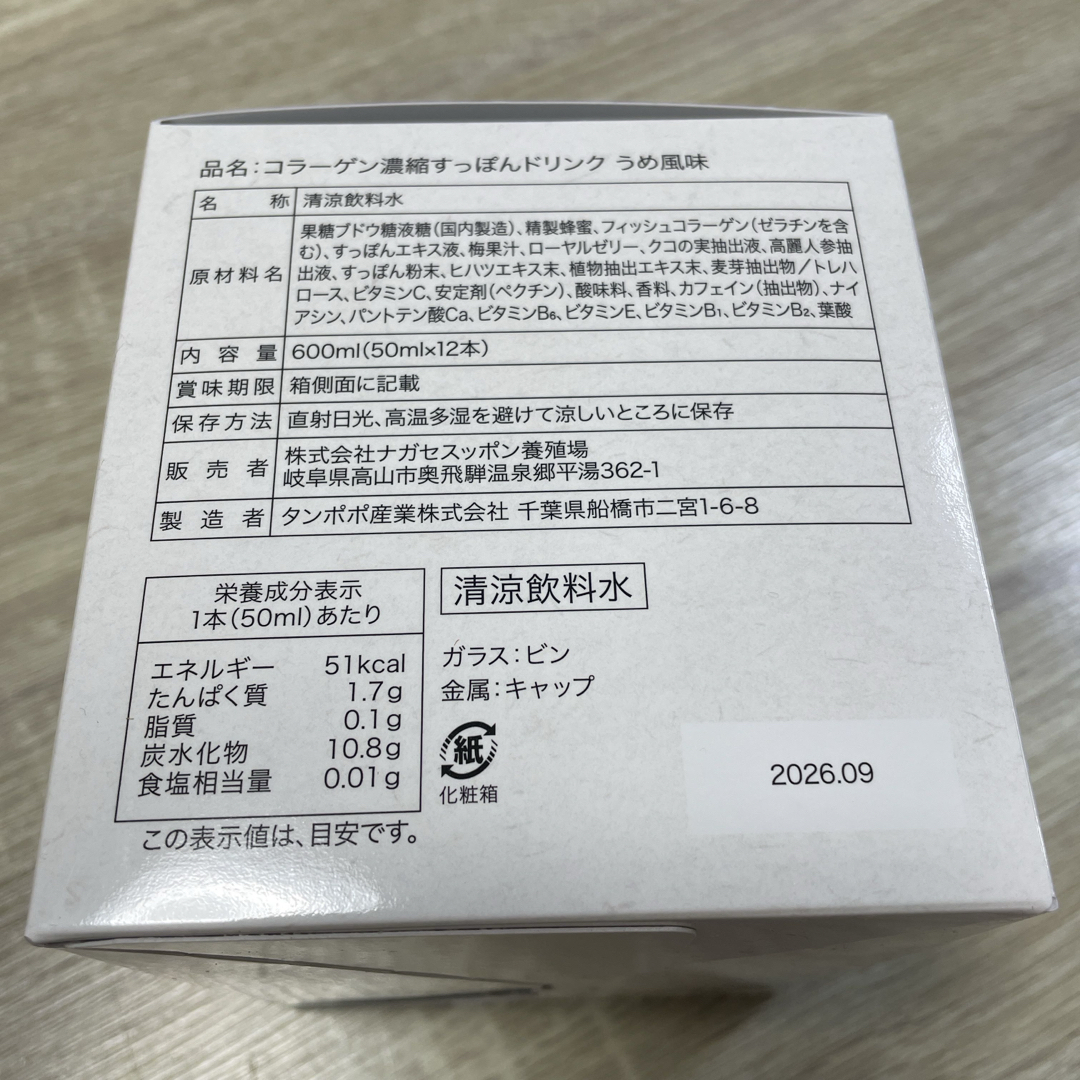 品名:コラーゲン濃縮すっぽんドリンク うめ風味
名称 清涼飲料水
原材料名 果糖ブドウ糖液糖(国内製造)、精製蜂蜜、フィッシュコラーゲン(ゼラチンを含
む)、すっぽんエキス液、梅果汁、ローヤルゼリー、クコの実抽出液、高麗人参抽
出液、すっぽん粉末、ヒハツエキス末、植物抽出エキス末、麦芽抽出物/トレハ
ロース、ビタミンC、安定剤(ペクチン)、酸味料、香料、カフェイン(抽出物)、ナイ
アシン、パントテン酸Ca、ビタミンB₆、ビタミンE、ビタミンB₁、ビタミンB₂、葉酸
内容量 600ml(50ml×12本)
賞味期限 箱側面に記載
保存方法 直射日光、高温多湿を避けて涼しいところに保存
販売者 株式会社ナガセスッポン養殖場
岐阜県高山市奥飛騨温泉郷平湯362-1
製造者 タンポポ産業株式会社 千葉県船橋市二宮1-6-8
栄養成分表示
1本(50ml)あたり
エネルギー 51kcal
たんぱく質 1.7g
脂質 0.1g
炭水化物 10.8g
食塩相当量 0.01g
この表示値は、目安です。
清涼飲料水
ガラス:ビン
金属:キャップ
紙
化粧箱
2026.09